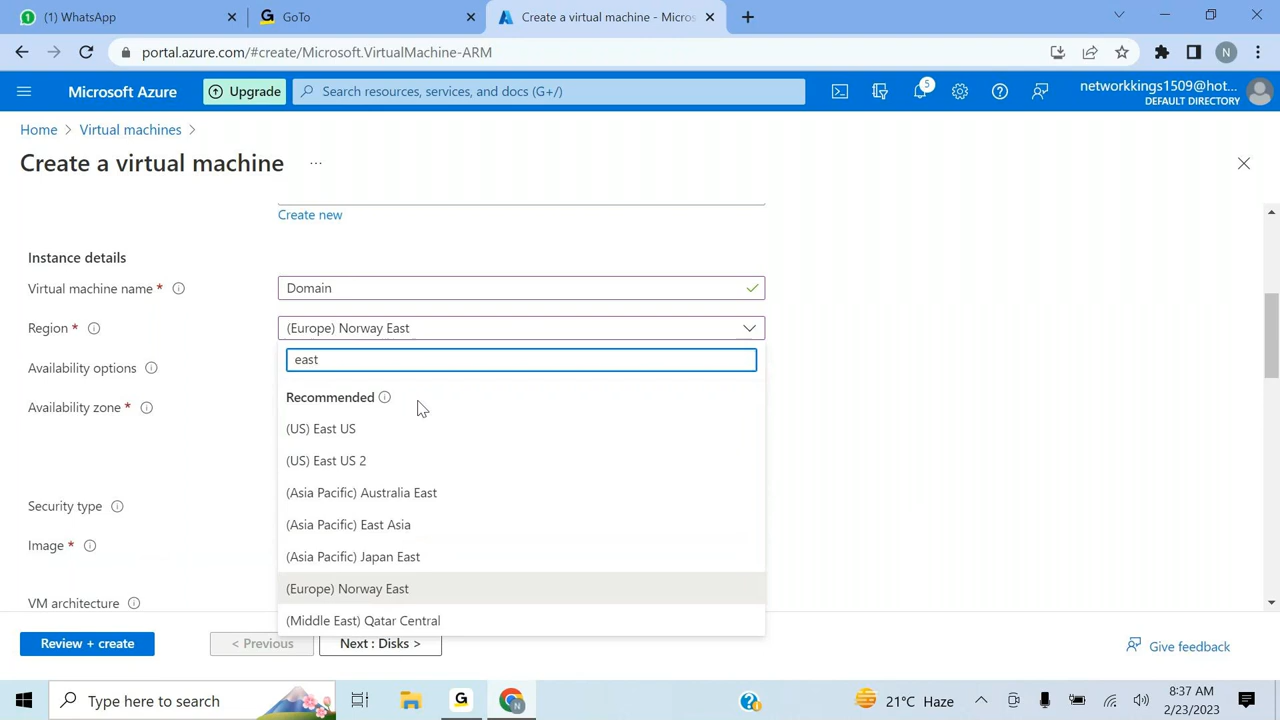 (1) WhatsApp
GoTo
Create a virtual machine - Micros
portal.azure.com/#create/Microsoft.VirtualMachine-ARM
N
Microsoft Azure
Upgrade
Search resources, services, and docs (G+/)
5
networkkings1509@hot...
DEFAULT DIRECTORY
Home > Virtual machines >
Create a virtual machine ...
Create new
Instance details
Virtual machine name *
Domain
Region *
(Europe) Norway East
east
Availability options
Recommended
Availability zone *
(US) East US
(US) East US 2
(Asia Pacific) Australia East
Security type
(Asia Pacific) East Asia
Image *
(Asia Pacific) Japan East
(Europe) Norway East
VM architecture
(Middle East) Qatar Central
Review + create
< Previous
Next : Disks >
Give feedback
Type here to search
21°C Haze
8:37 AM
2/23/2023